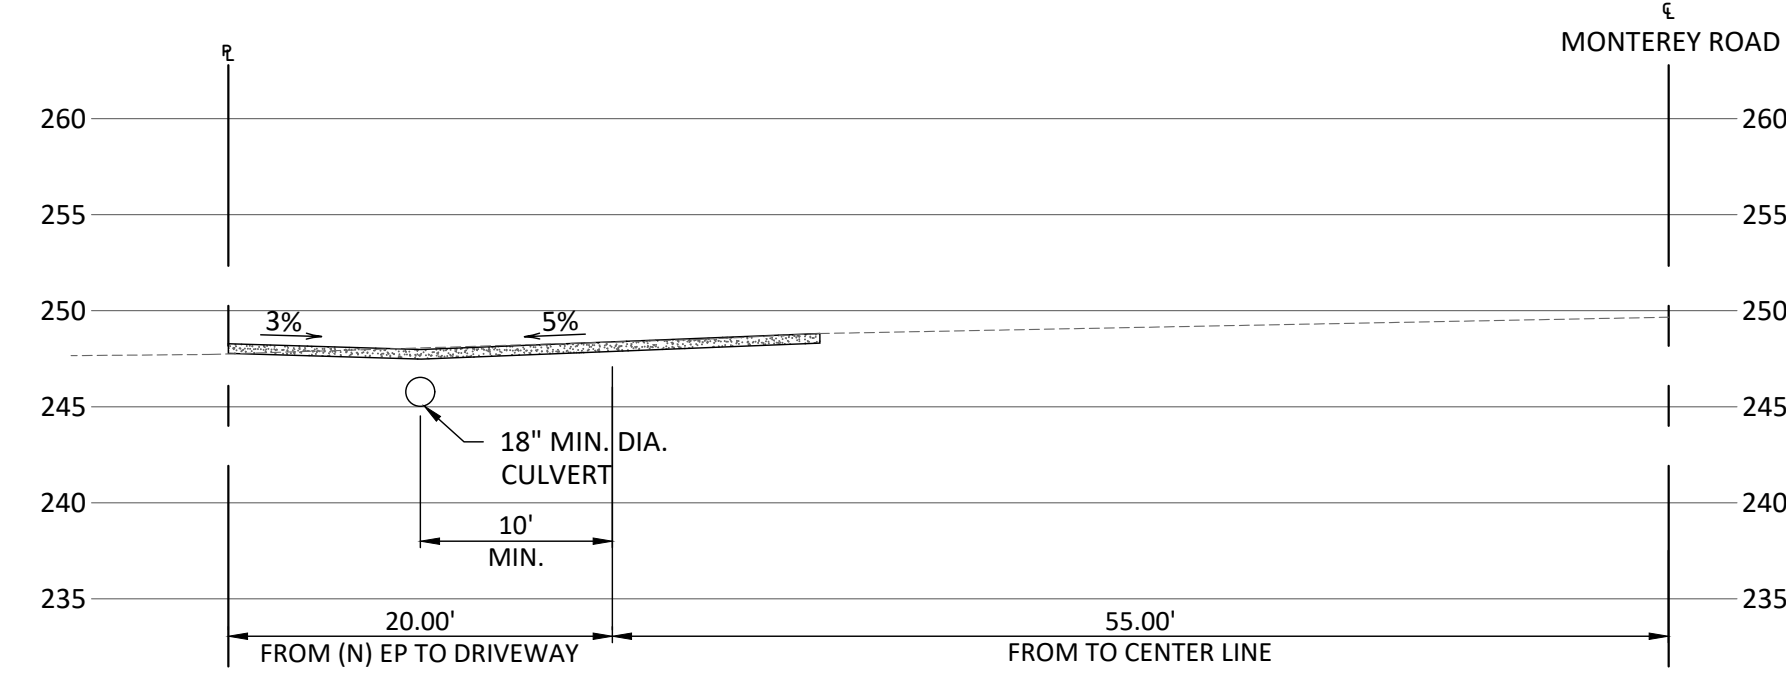 ℄
MONTEREY ROAD
ℙL
260 260
255 255
250 250
3% 5%
245 245
18" MIN. DIA.
CULVERT
240 240
10'
MIN.
235 235
20.00' 55.00'
FROM (N) EP TO DRIVEWAY FROM TO CENTER LINE